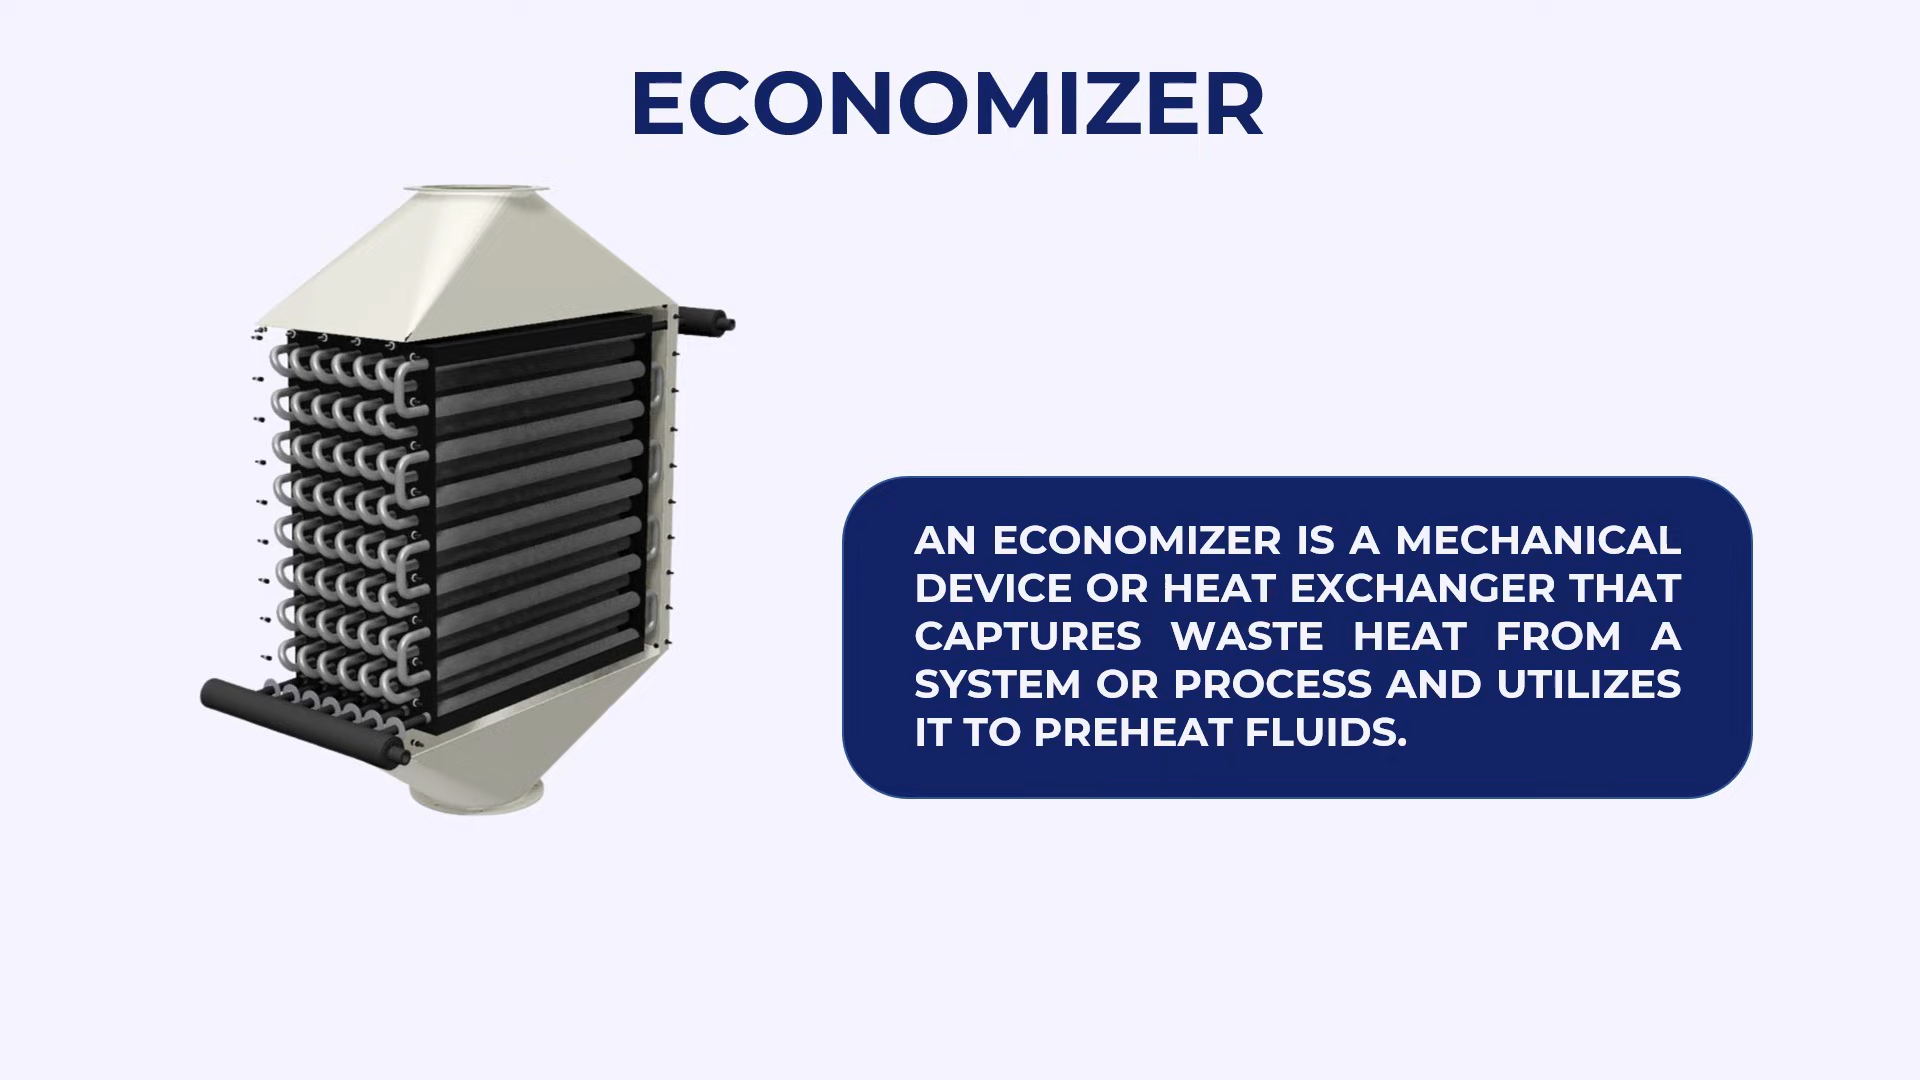 ECONOMIZER
AN ECONOMIZER IS A MECHANICAL
DEVICE OR HEAT EXCHANGER THAT
CAPTURES WASTE HEAT FROM A
SYSTEM OR PROCESS AND UTILIZES
IT TO PREHEAT FLUIDS.